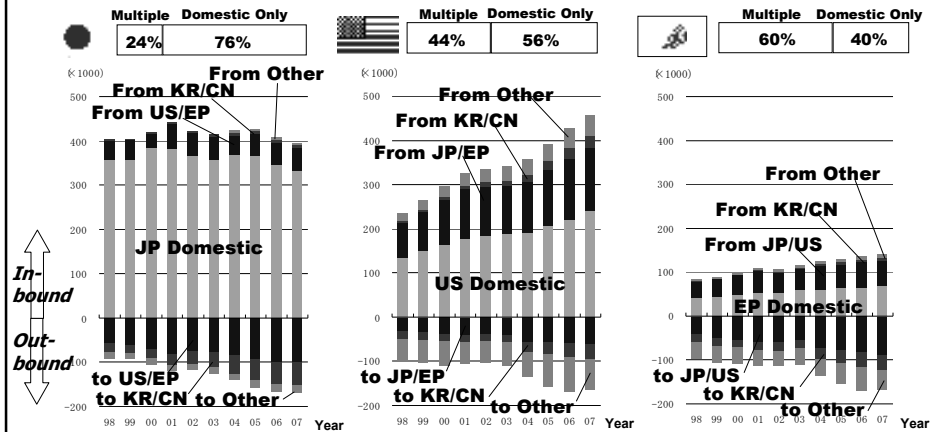 Multiple Domestic Only
24% 76%
(×1000)
From Other
From KR/CN
From US/EP
500
400
300
200
100
0
−100
−200
JP Domestic
In-
bound
Out-
bound
to US/EP
to KR/CN
to Other
98 99 00 01 02 03 04 05 06 07 Year
Multiple Domestic Only
44% 56%
(×1000)
From Other
From KR/CN
From JP/EP
500
400
300
200
100
0
−100
−200
US Domestic
to JP/EP
to KR/CN
to Other
98 99 00 01 02 03 04 05 06 07 Year
Multiple Domestic Only
60% 40%
(×1000)
From Other
From KR/CN
From JP/US
500
400
300
200
100
0
−100
−200
EP Domestic
to JP/US
to KR/CN
to Other
98 99 00 01 02 03 04 05 06 07 Year